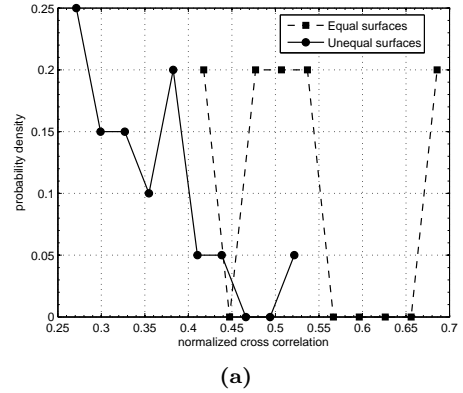 Equal surfaces
Unequal surfaces
0.25
0.2
0.15
0.1
0.05
0
probability density
0.25 0.3 0.35 0.4 0.45 0.5 0.55 0.6 0.65 0.7
normalized cross correlation
(a)